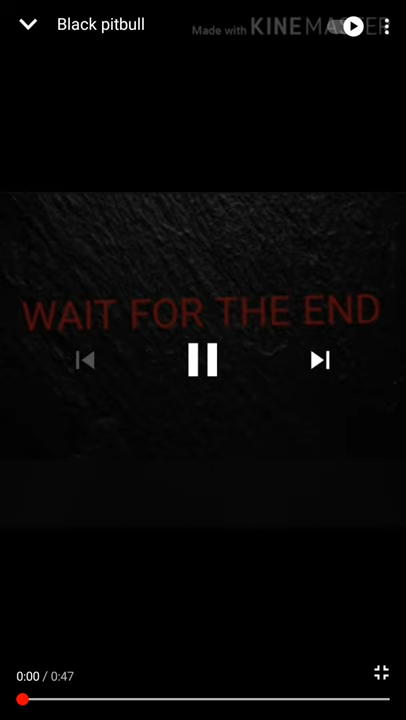 Black pitbull
Made with KINEMASTER
WAIT FOR THE END
0:00 / 0:47